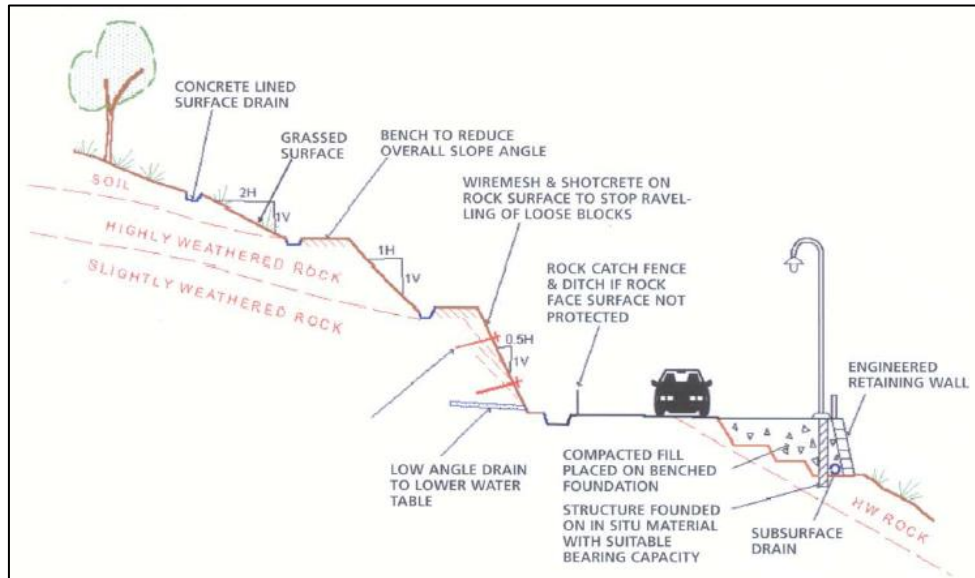 CONCRETE LINED
SURFACE DRAIN
GRASSED
SURFACE
BENCH TO REDUCE
OVERALL SLOPE ANGLE
SOIL
2H
1V
WIREMESH & SHOTCRETE ON
ROCK SURFACE TO STOP RAVEL-
LING OF LOOSE BLOCKS
HIGHLY WEATHERED ROCK
1H
1V
SLIGHTLY WEATHERED ROCK
ROCK CATCH FENCE
& DITCH IF ROCK
FACE SURFACE NOT
PROTECTED
0.5H
1V
ENGINEERED
RETAINING WALL
LOW ANGLE DRAIN
TO LOWER WATER
TABLE
COMPACTED FILL
PLACED ON BENCHED
FOUNDATION
STRUCTURE FOUNDED
ON IN SITU MATERIAL
WITH SUITABLE
BEARING CAPACITY
SUBSURFACE
DRAIN
HW ROCK